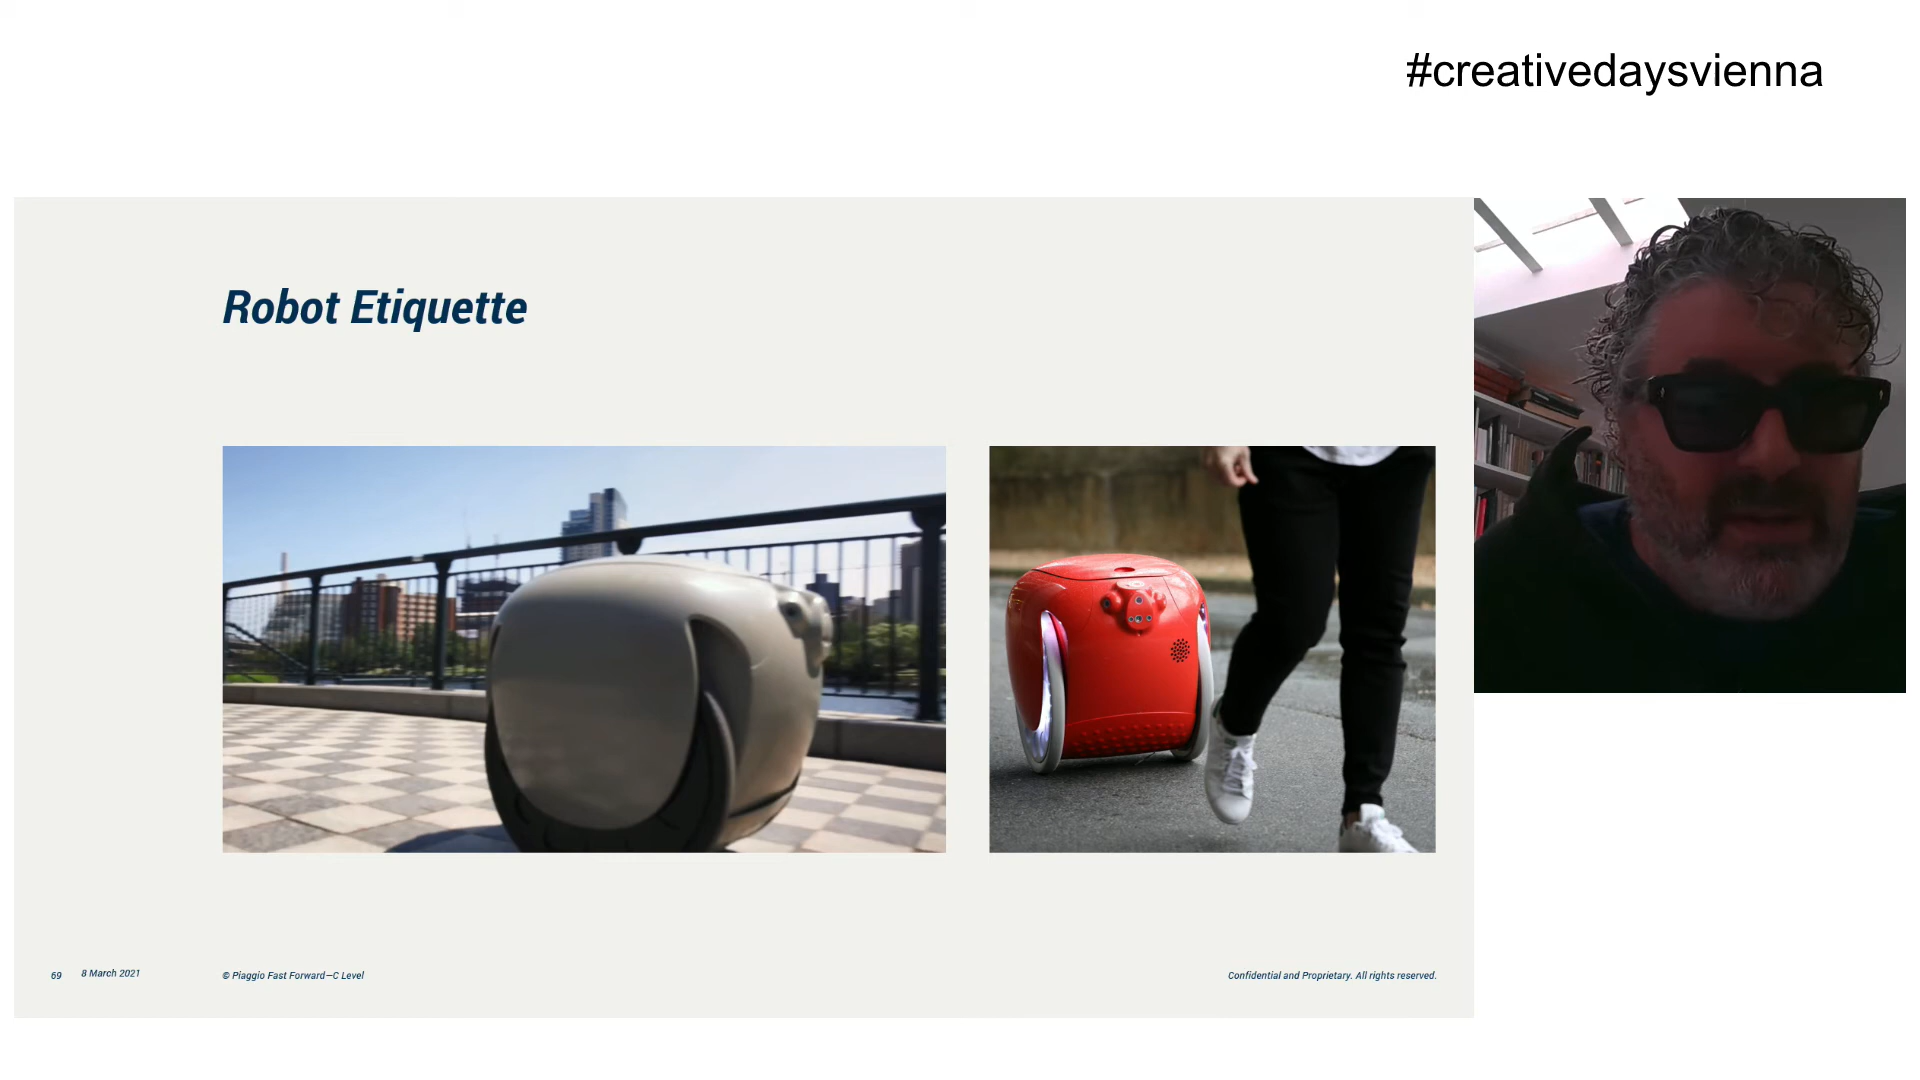 #creativedaysvienna
Robot Etiquette
69 8 March 2021 © Piaggio Fast Forward—C Level Confidential and Proprietary. All rights reserved.